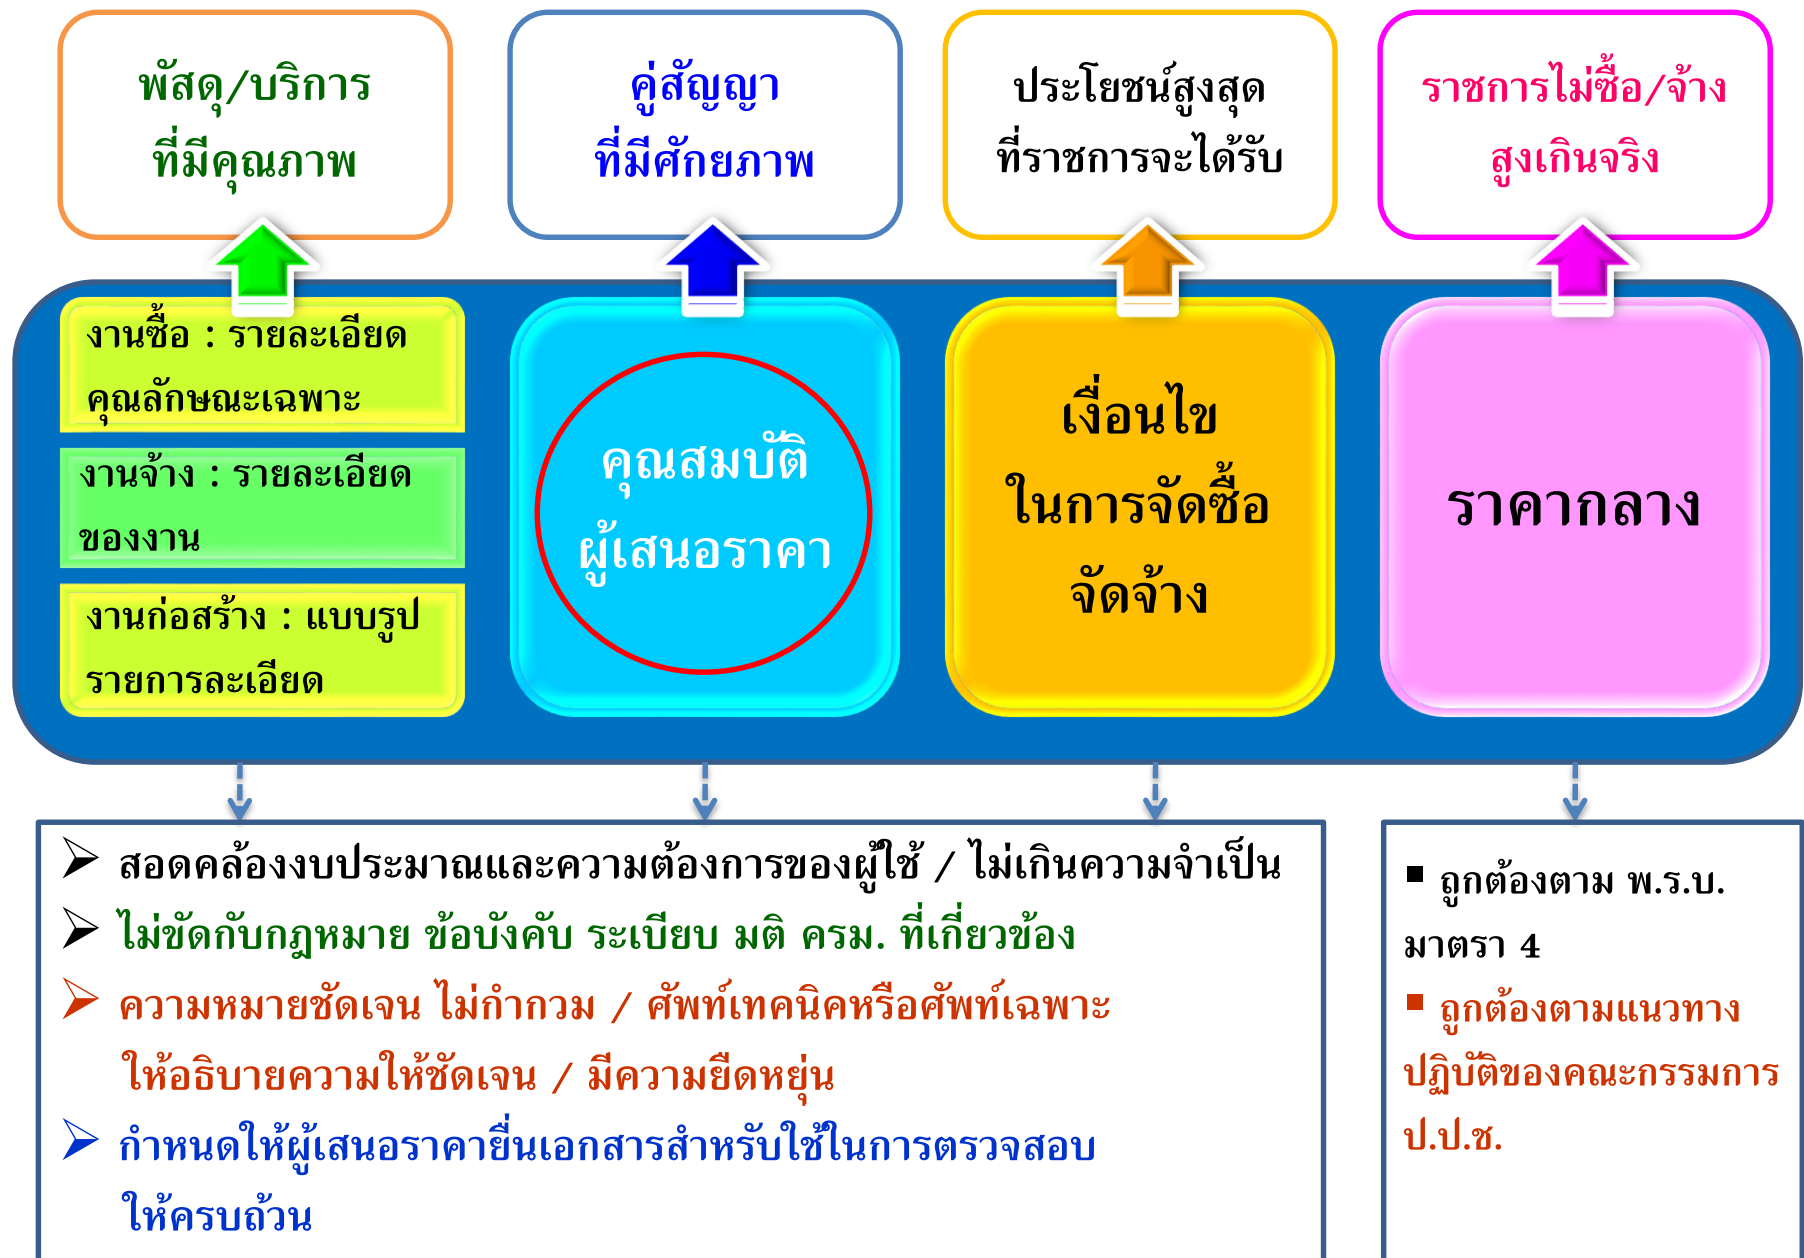 พัสดุ/บริการ
ที่มีคุณภาพ
คู่สัญญา
ที่มีศักยภาพ
ประโยชน์สูงสุด
ที่ราชการจะได้รับ
ราชการไม่ซื้อ/จ้าง
สูงเกินจริง
งานซื้อ : รายละเอียด
คุณลักษณะเฉพาะ
งานจ้าง : รายละเอียด
ของงาน
งานก่อสร้าง : แบบรูป
รายการละเอียด
คุณสมบัติ
ผู้เสนอราคา
เงื่อนไข
ในการจัดซื้อ
จัดจ้าง
ราคากลาง
➢ สอดคล้องงบประมาณและความต้องการของผู้ใช้ / ไม่เกินความจำเป็น
➢ ไม่ขัดกับกฎหมาย ข้อบังคับ ระเบียบ มติ ครม. ที่เกี่ยวข้อง
➢ ความหมายชัดเจน ไม่กำกวม / ศัพท์เทคนิคหรือศัพท์เฉพาะ
ให้อธิบายความให้ชัดเจน / มีความยืดหยุ่น
➢ กำหนดให้ผู้เสนอราคายื่นเอกสารสำหรับใช้ในการตรวจสอบ
ให้ครบถ้วน
▪ ถูกต้องตาม พ.ร.บ.
มาตรา 4
▪ ถูกต้องตามแนวทาง
ปฏิบัติของคณะกรรมการ
ป.ป.ช.